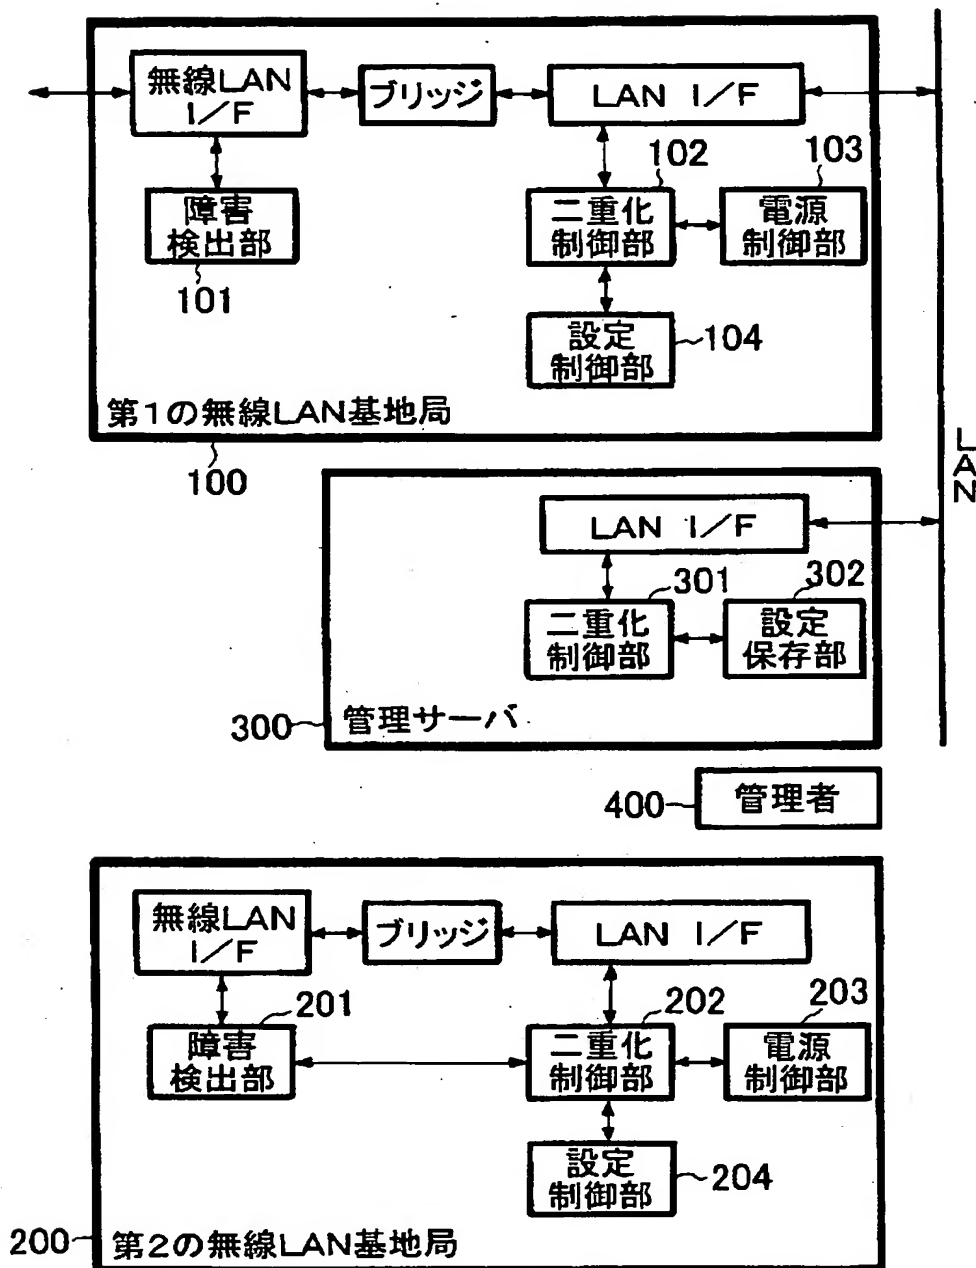 無線LAN
I/F
ブリッジ
LAN I/F
102
103
障害
検出部
二重化
制御部
電源
制御部
101
設定
制御部
104
第1の無線LAN基地局
100
LAN
LAN I/F
301
302
二重化
制御部
設定
保存部
300
管理サーバ
400
管理者
無線LAN
I/F
ブリッジ
LAN I/F
201
202
203
障害
検出部
二重化
制御部
電源
制御部
設定
制御部
204
200
第2の無線LAN基地局